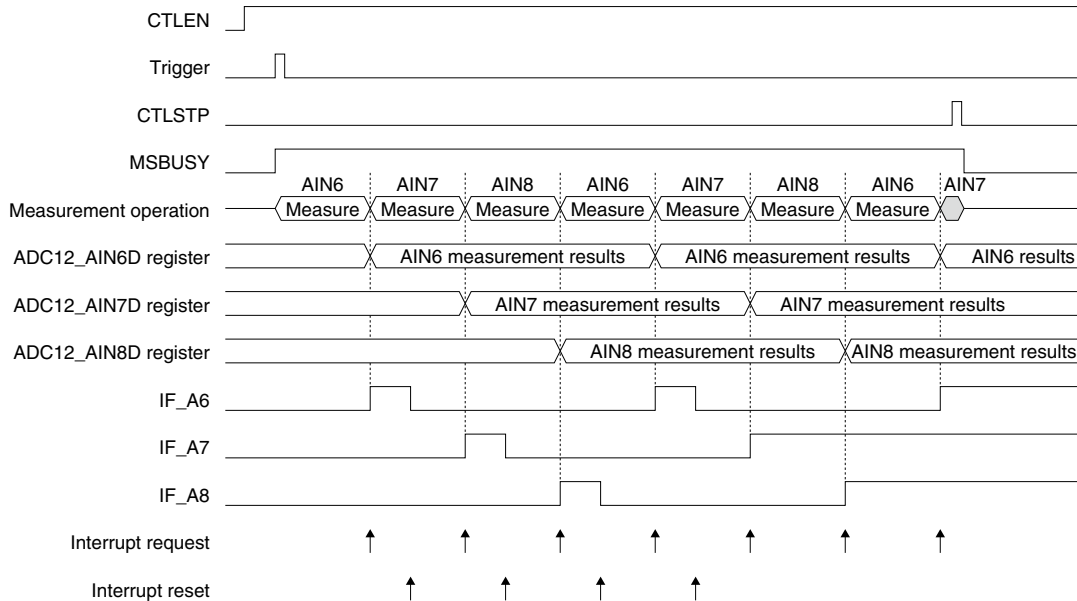 CTLEN
Trigger
CTLSTP
MSBUSY
AIN6 AIN7 AIN8 AIN6 AIN7 AIN8 AIN6 AIN7
Measurement operation Measure Measure Measure Measure Measure Measure Measure
ADC12_AIN6D register AIN6 measurement results AIN6 measurement results AIN6 results
ADC12_AIN7D register AIN7 measurement results AIN7 measurement results
ADC12_AIN8D register AIN8 measurement results AIN8 measurement results
IF_A6
IF_A7
IF_A8
Interrupt request
Interrupt reset